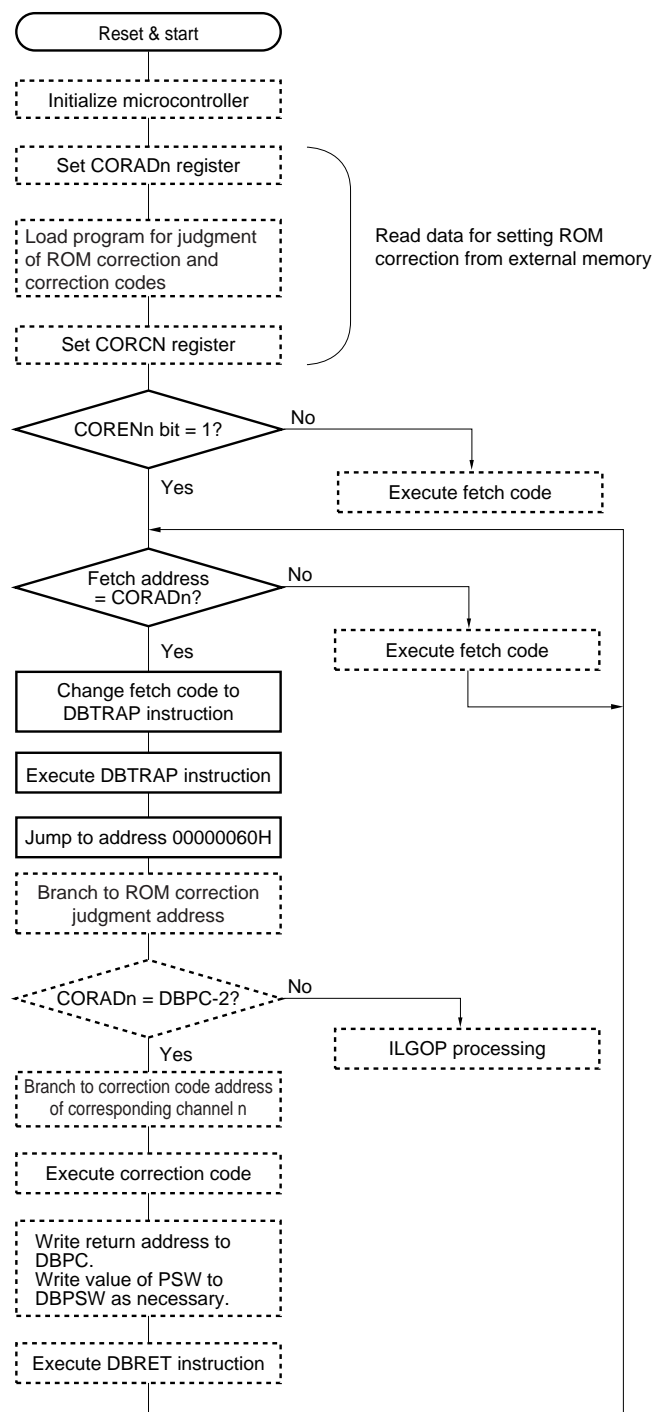 Reset & start
Initialize microcontroller
Set CORADn register
Load program for judgment
of ROM correction and
correction codes
Read data for setting ROM
correction from external memory
Set CORCN register
CORENn bit = 1?
No
Yes
Execute fetch code
Fetch address
= CORADn?
No
Yes
Execute fetch code
Change fetch code to
DBTRAP instruction
Execute DBTRAP instruction
Jump to address 00000060H
Branch to ROM correction
judgment address
CORADn = DBPC-2?
No
Yes
ILGOP processing
Branch to correction code address
of corresponding channel n
Execute correction code
Write return address to
DBPC.
Write value of PSW to
DBPSW as necessary.
Execute DBRET instruction